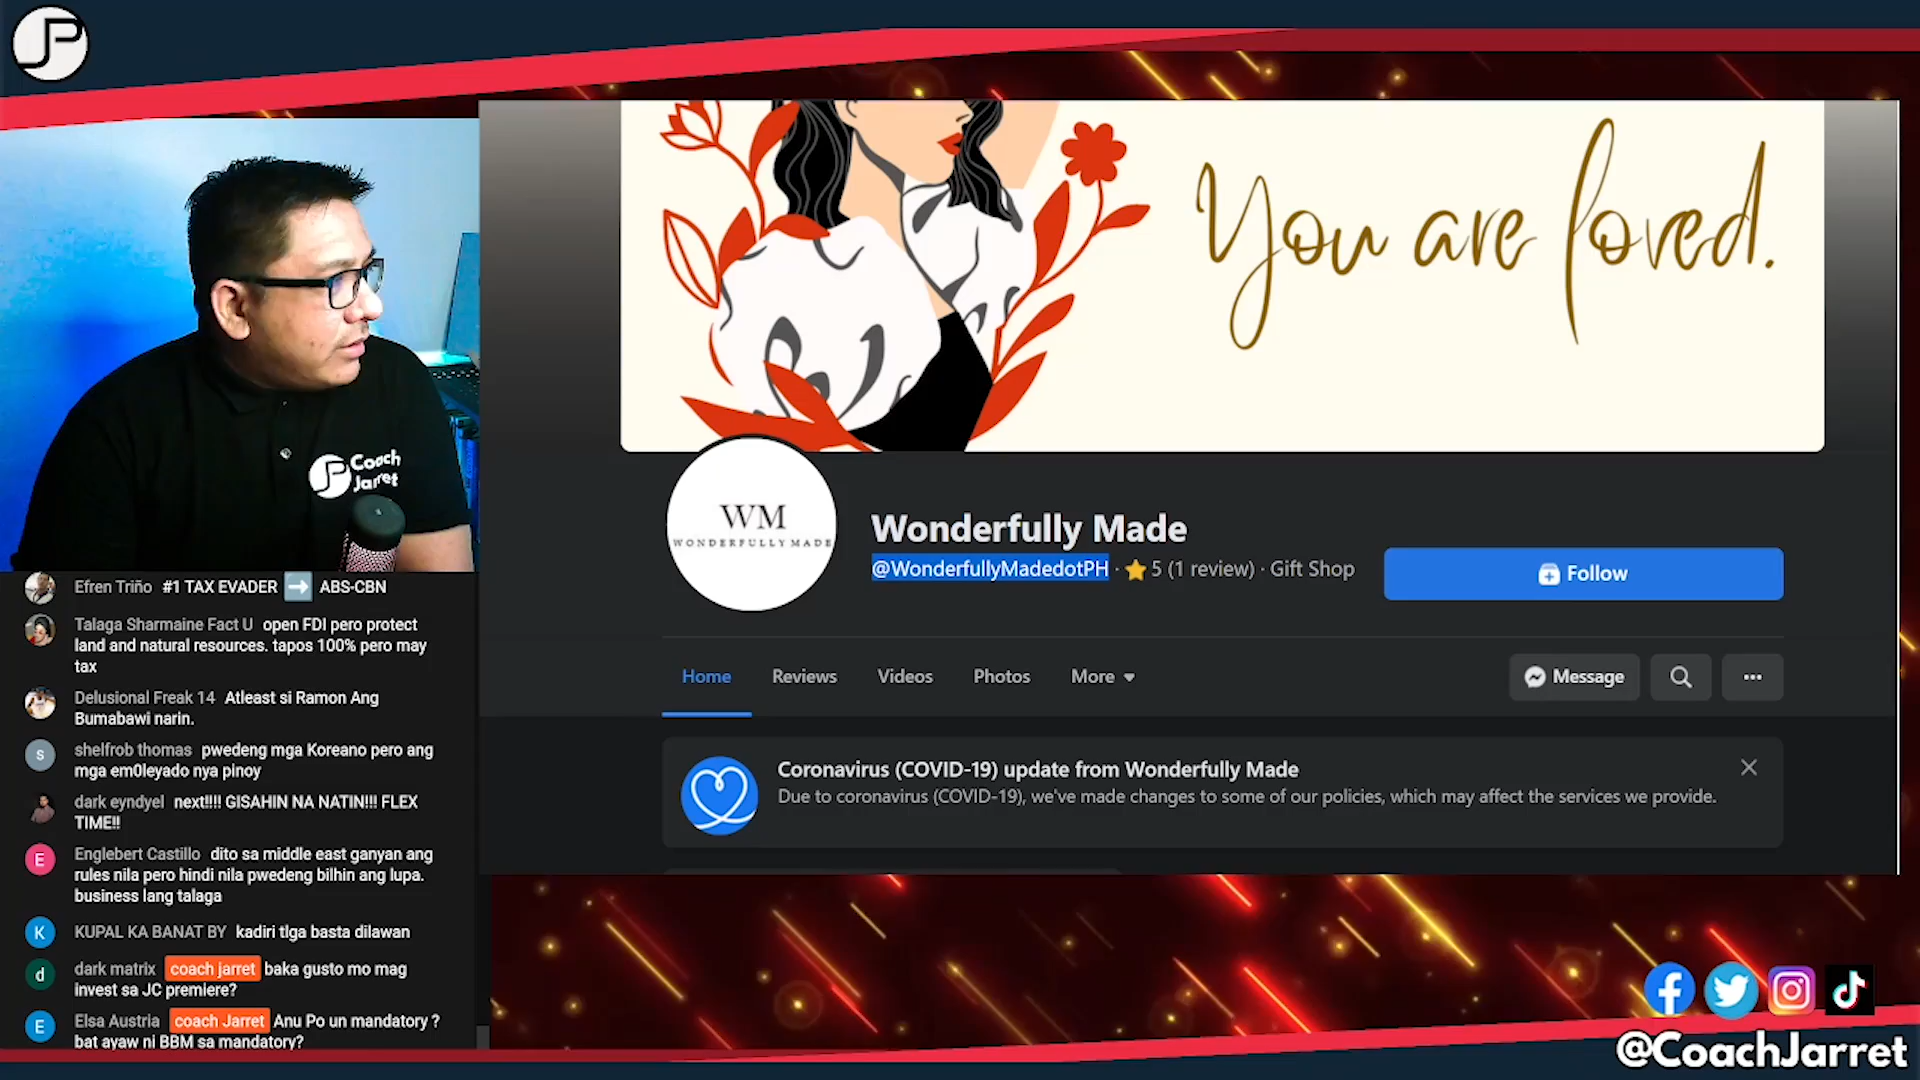 JP
You are loved.
WM
WONDERFULLY MADE
Wonderfully Made
@WonderfullyMadedotPH · 5 (1 review) · Gift Shop
Follow
Home Reviews Videos Photos More
Message
Coronavirus (COVID-19) update from Wonderfully Made
Due to coronavirus (COVID-19), we've made changes to some of our policies, which may affect the services we provide.
JP Coach
Jarret
Efren Triño #1 TAX EVADER ➡ ABS-CBN
Talaga Sharmaine Fact U open FDI pero protect
land and natural resources. tapos 100% pero may
tax
Delusional Freak 14 Atleast si Ramon Ang
Bumabawi narin.
s
shelfrob thomas pwedeng mga Koreano pero ang
mga em0leyado nya pinoy
dark eyndyel next!!!! GISAHIN NA NATIN!!! FLEX
TIME!!
E
Englebert Castillo dito sa middle east ganyan ang
rules nila pero hindi nila pwedeng bilhin ang lupa.
business lang talaga
K
KUPAL KA BANAT BY kadiri tlga basta dilawan
d
dark matrix coach jarret baka gusto mo mag
invest sa JC premiere?
E
Elsa Austria coach Jarret Anu Po un mandatory ?
bat ayaw ni BBM sa mandatory?
@CoachJarret